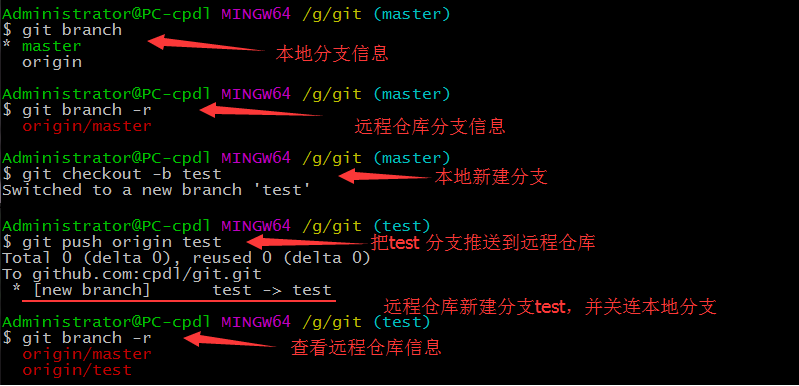 Administrator@PC-cpdl MINGW64 /g/git (master)
$ git branch
* master
本地分支信息
origin
Administrator@PC-cpdl MINGW64 /g/git (master)
$ git branch -r
origin/master
远程仓库分支信息
Administrator@PC-cpdl MINGW64 /g/git (master)
$ git checkout -b test
本地新建分支
Switched to a new branch 'test'
Administrator@PC-cpdl MINGW64 /g/git (test)
$ git push origin test
把test 分支推送到远程仓库
Total 0 (delta 0), reused 0 (delta 0)
To github.com:cpdl/git.git
* [new branch] test -> test
远程仓库新建分支test，并关连本地分支
Administrator@PC-cpdl MINGW64 /g/git (test)
$ git branch -r
查看远程仓库信息
origin/master
origin/test